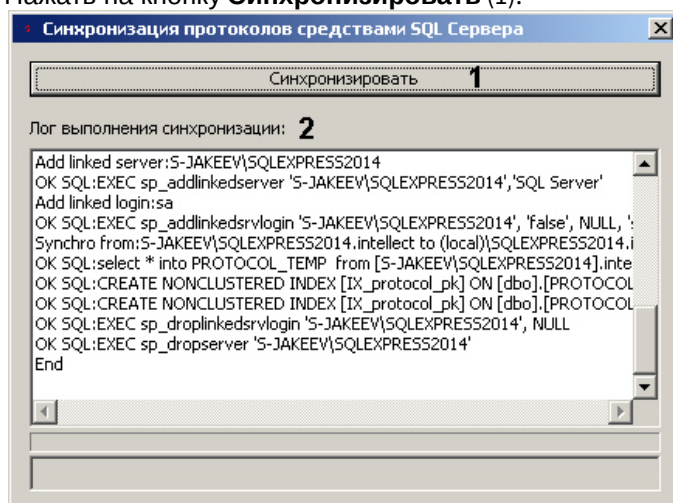 Нажать на кнопку Синхронизировать (1).
Синхронизация протоколов средствами SQL Сервера
Синхронизировать 1
Лог выполнения синхронизации: 2
Add linked server:S-JAKEEV\SQLEXPRESS2014
OK SQL:EXEC sp_addlinkedserver 'S-JAKEEV\SQLEXPRESS2014','SQL Server'
Add linked login:sa
OK SQL:EXEC sp_addlinkedsrvlogin 'S-JAKEEV\SQLEXPRESS2014', 'false', NULL, '
Synchro from:S-JAKEEV\SQLEXPRESS2014.intellect to (local)\SQLEXPRESS2014.i
OK SQL:select * into PROTOCOL_TEMP from [S-JAKEEV\SQLEXPRESS2014].inte
OK SQL:CREATE NONCLUSTERED INDEX [IX_protocol_pk] ON [dbo].[PROTOCOL
OK SQL:CREATE NONCLUSTERED INDEX [IX_protocol_pk] ON [dbo].[PROTOCOL
OK SQL:EXEC sp_droplinkedsrvlogin 'S-JAKEEV\SQLEXPRESS2014', NULL
OK SQL:EXEC sp_dropserver 'S-JAKEEV\SQLEXPRESS2014'
End